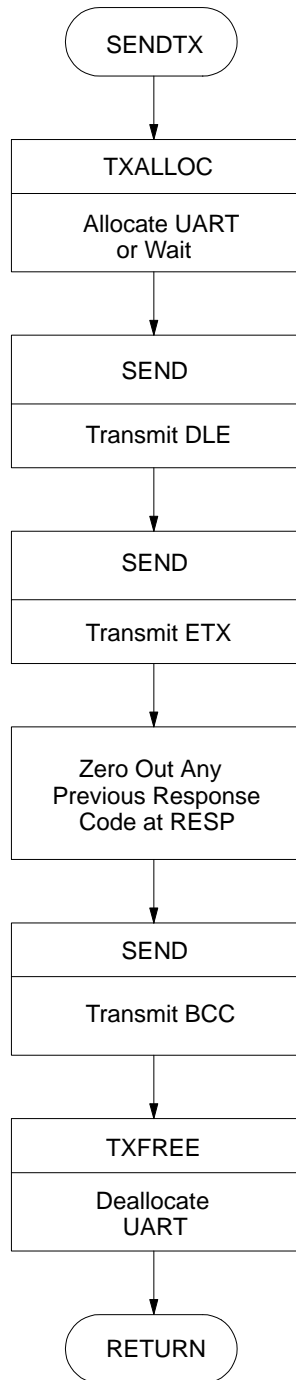 SENDTX
TXALLOC
Allocate UART
or Wait
SEND
Transmit DLE
SEND
Transmit ETX
Zero Out Any
Previous Response
Code at RESP
SEND
Transmit BCC
TXFREE
Deallocate
UART
RETURN